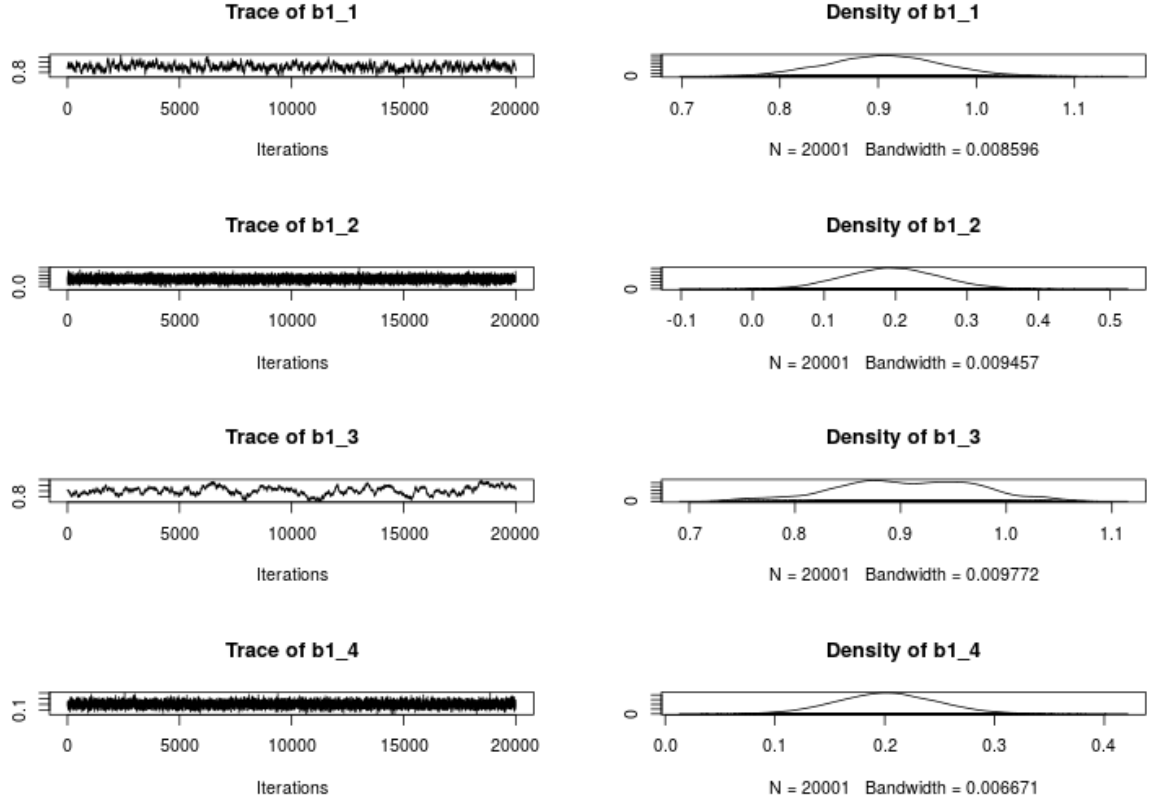 Trace of b1_1
0.8
0 5000 10000 15000 20000
Iterations
Density of b1_1
0
0.7 0.8 0.9 1.0 1.1
N = 20001 Bandwidth = 0.008596
Trace of b1_2
0.0
0 5000 10000 15000 20000
Iterations
Density of b1_2
0
-0.1 0.0 0.1 0.2 0.3 0.4 0.5
N = 20001 Bandwidth = 0.009457
Trace of b1_3
0.8
0 5000 10000 15000 20000
Iterations
Density of b1_3
0
0.7 0.8 0.9 1.0 1.1
N = 20001 Bandwidth = 0.009772
Trace of b1_4
0.1
0 5000 10000 15000 20000
Iterations
Density of b1_4
0
0.0 0.1 0.2 0.3 0.4
N = 20001 Bandwidth = 0.006671